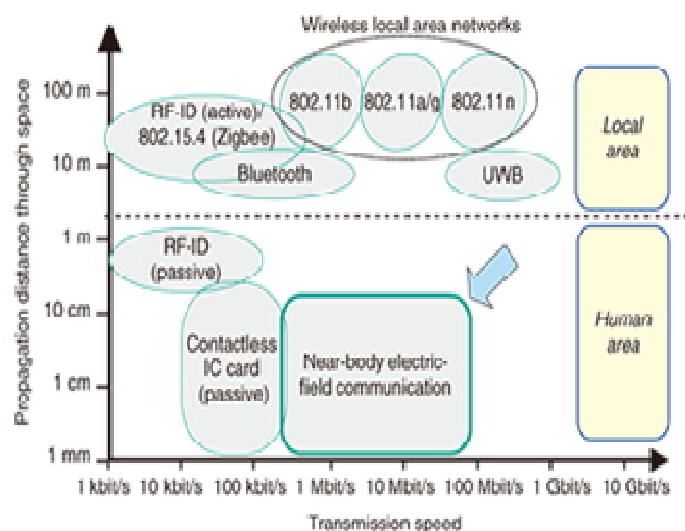 Wireless local area networks
Propagation distance through space
100 m
10 m
1 m
10 cm
1 cm
1 mm
802.11b
802.11a/g
802.11n
RF-ID (active)/
802.15.4 (Zigbee)
Bluetooth
UWB
Local
area
RF-ID
(passive)
Contactless
IC card
(passive)
Near-body electric-
field communication
Human
area
1 kbit/s
10 kbit/s
100 kbit/s
1 Mbit/s
10 Mbit/s
100 Mbit/s
1 Gbit/s
10 Gbit/s
Transmission speed